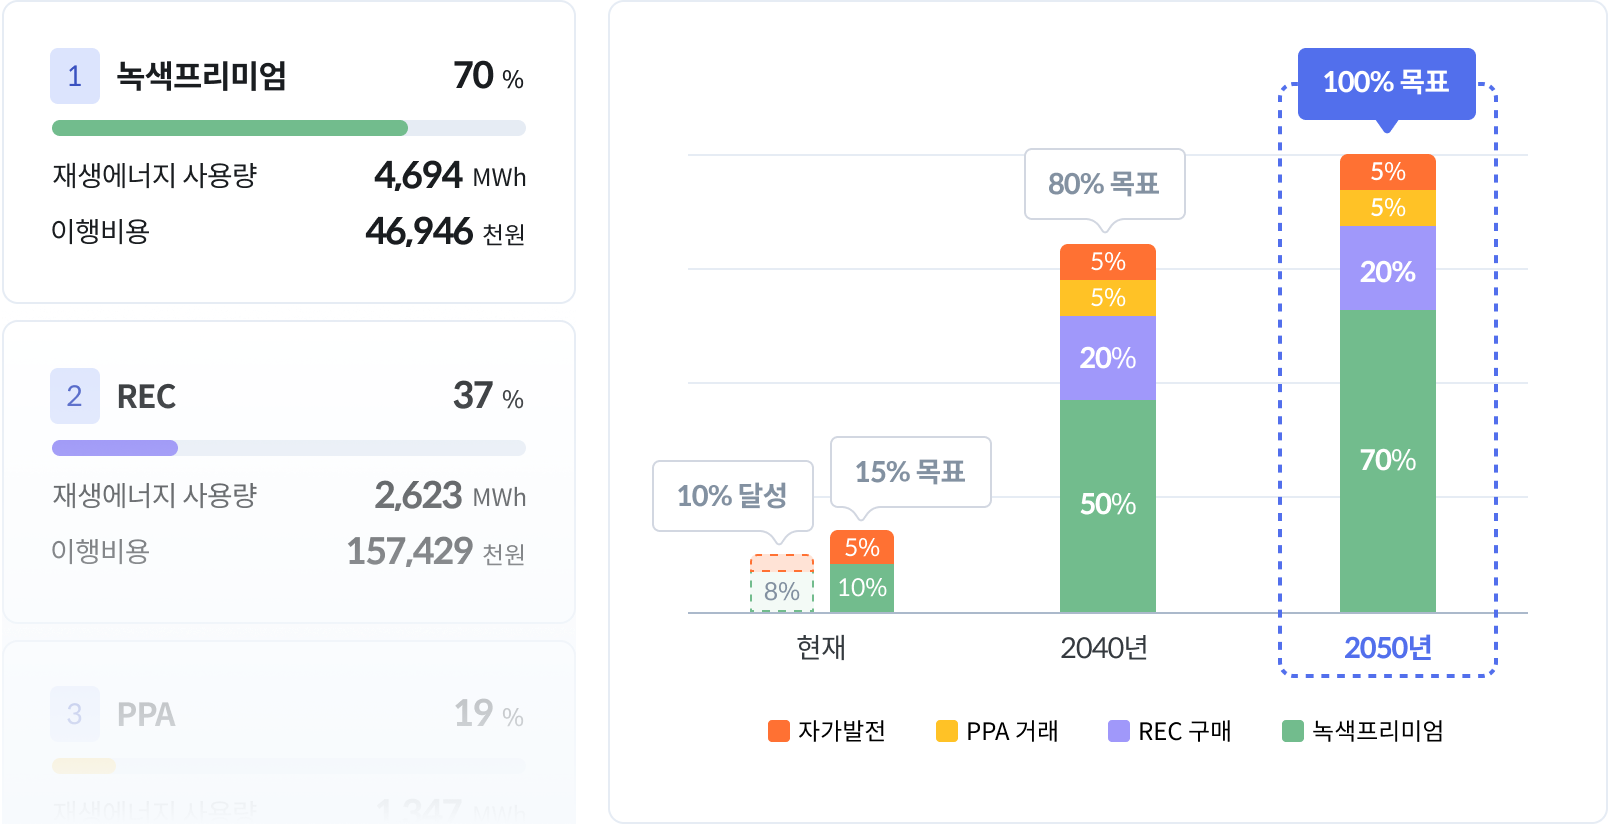 1 녹색프리미엄 70 %
재생에너지 사용량 4,694 MWh
이행비용 46,946 천원
2 REC 37 %
재생에너지 사용량 2,623 MWh
이행비용 157,429 천원
3 PPA 19 %
재생에너지 사용량 1,347 MWh
100% 목표
80% 목표
15% 목표
10% 달성
8%
5%
10%
5%
5%
20%
50%
5%
5%
20%
70%
현재 2040년 2050년
자가발전 PPA 거래 REC 구매 녹색프리미엄